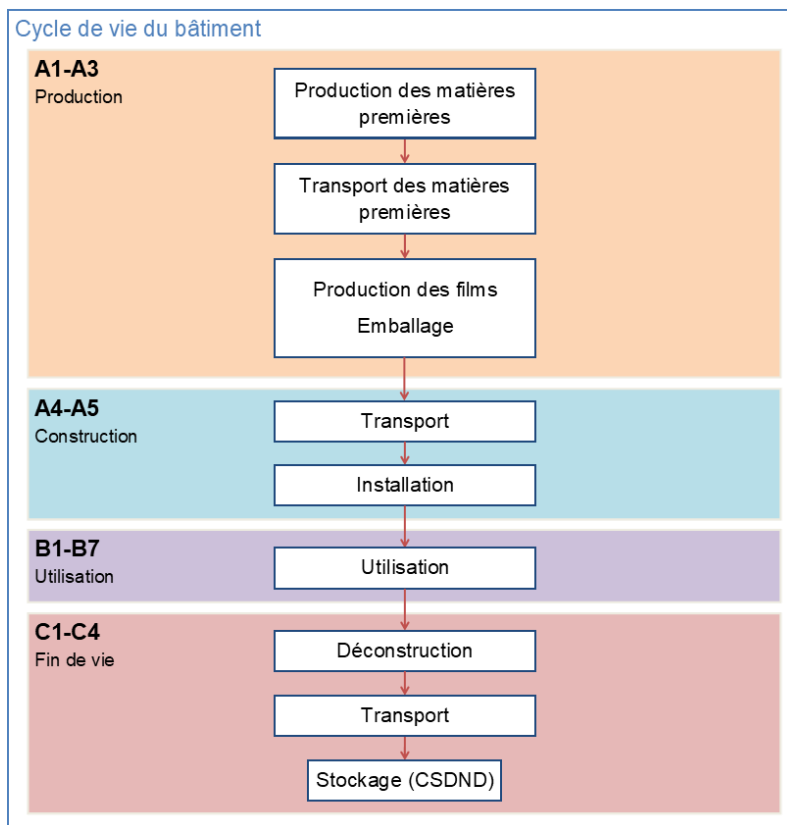 Cycle de vie du bâtiment
A1-A3
Production
Production des matières
premières
Transport des matières
premières
Production des films
Emballage
A4-A5
Construction
Transport
Installation
B1-B7
Utilisation
Utilisation
C1-C4
Fin de vie
Déconstruction
Transport
Stockage (CSDND)